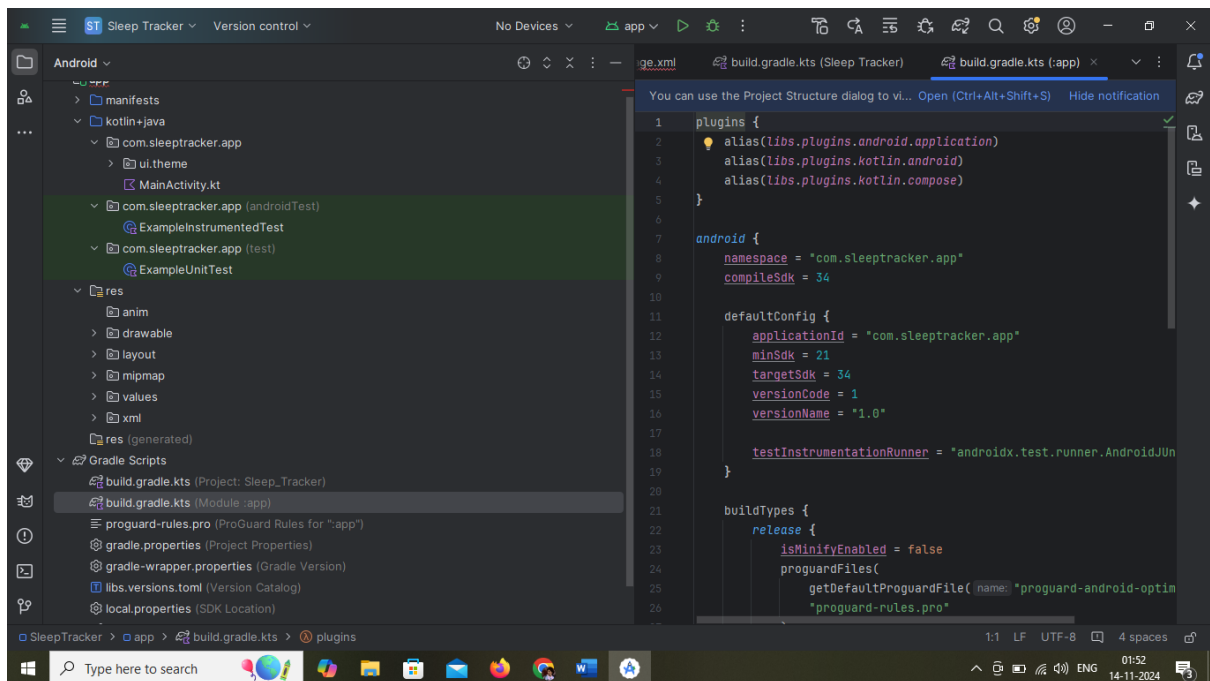 ST Sleep Tracker Version control No Devices app
Android
ge.xml build.gradle.kts (Sleep Tracker) build.gradle.kts (:app)
You can use the Project Structure dialog to vi... Open (Ctrl+Alt+Shift+S) Hide notification
app
manifests
kotlin+java
com.sleeptracker.app
ui.theme
MainActivity.kt
com.sleeptracker.app (androidTest)
ExampleInstrumentedTest
com.sleeptracker.app (test)
ExampleUnitTest
res
anim
drawable
layout
mipmap
values
xml
res (generated)
Gradle Scripts
build.gradle.kts (Project: Sleep_Tracker)
build.gradle.kts (Module :app)
proguard-rules.pro (ProGuard Rules for ":app")
gradle.properties (Project Properties)
gradle-wrapper.properties (Gradle Version)
libs.versions.toml (Version Catalog)
local.properties (SDK Location)
1 plugins {
2 alias(libs.plugins.android.application)
3 alias(libs.plugins.kotlin.android)
4 alias(libs.plugins.kotlin.compose)
5 }
6
7 android {
8 namespace = "com.sleeptracker.app"
9 compileSdk = 34
10
11 defaultConfig {
12 applicationId = "com.sleeptracker.app"
13 minSdk = 21
14 targetSdk = 34
15 versionCode = 1
16 versionName = "1.0"
17
18 testInstrumentationRunner = "androidx.test.runner.AndroidJUn
19 }
20
21 buildTypes {
22 release {
23 isMinifyEnabled = false
24 proguardFiles(
25 getDefaultProguardFile( name: "proguard-android-optim
26 "proguard-rules.pro"
SleepTracker > app > build.gradle.kts > plugins 1:1 LF UTF-8 4 spaces
Type here to search ENG 01:52
14-11-2024 3